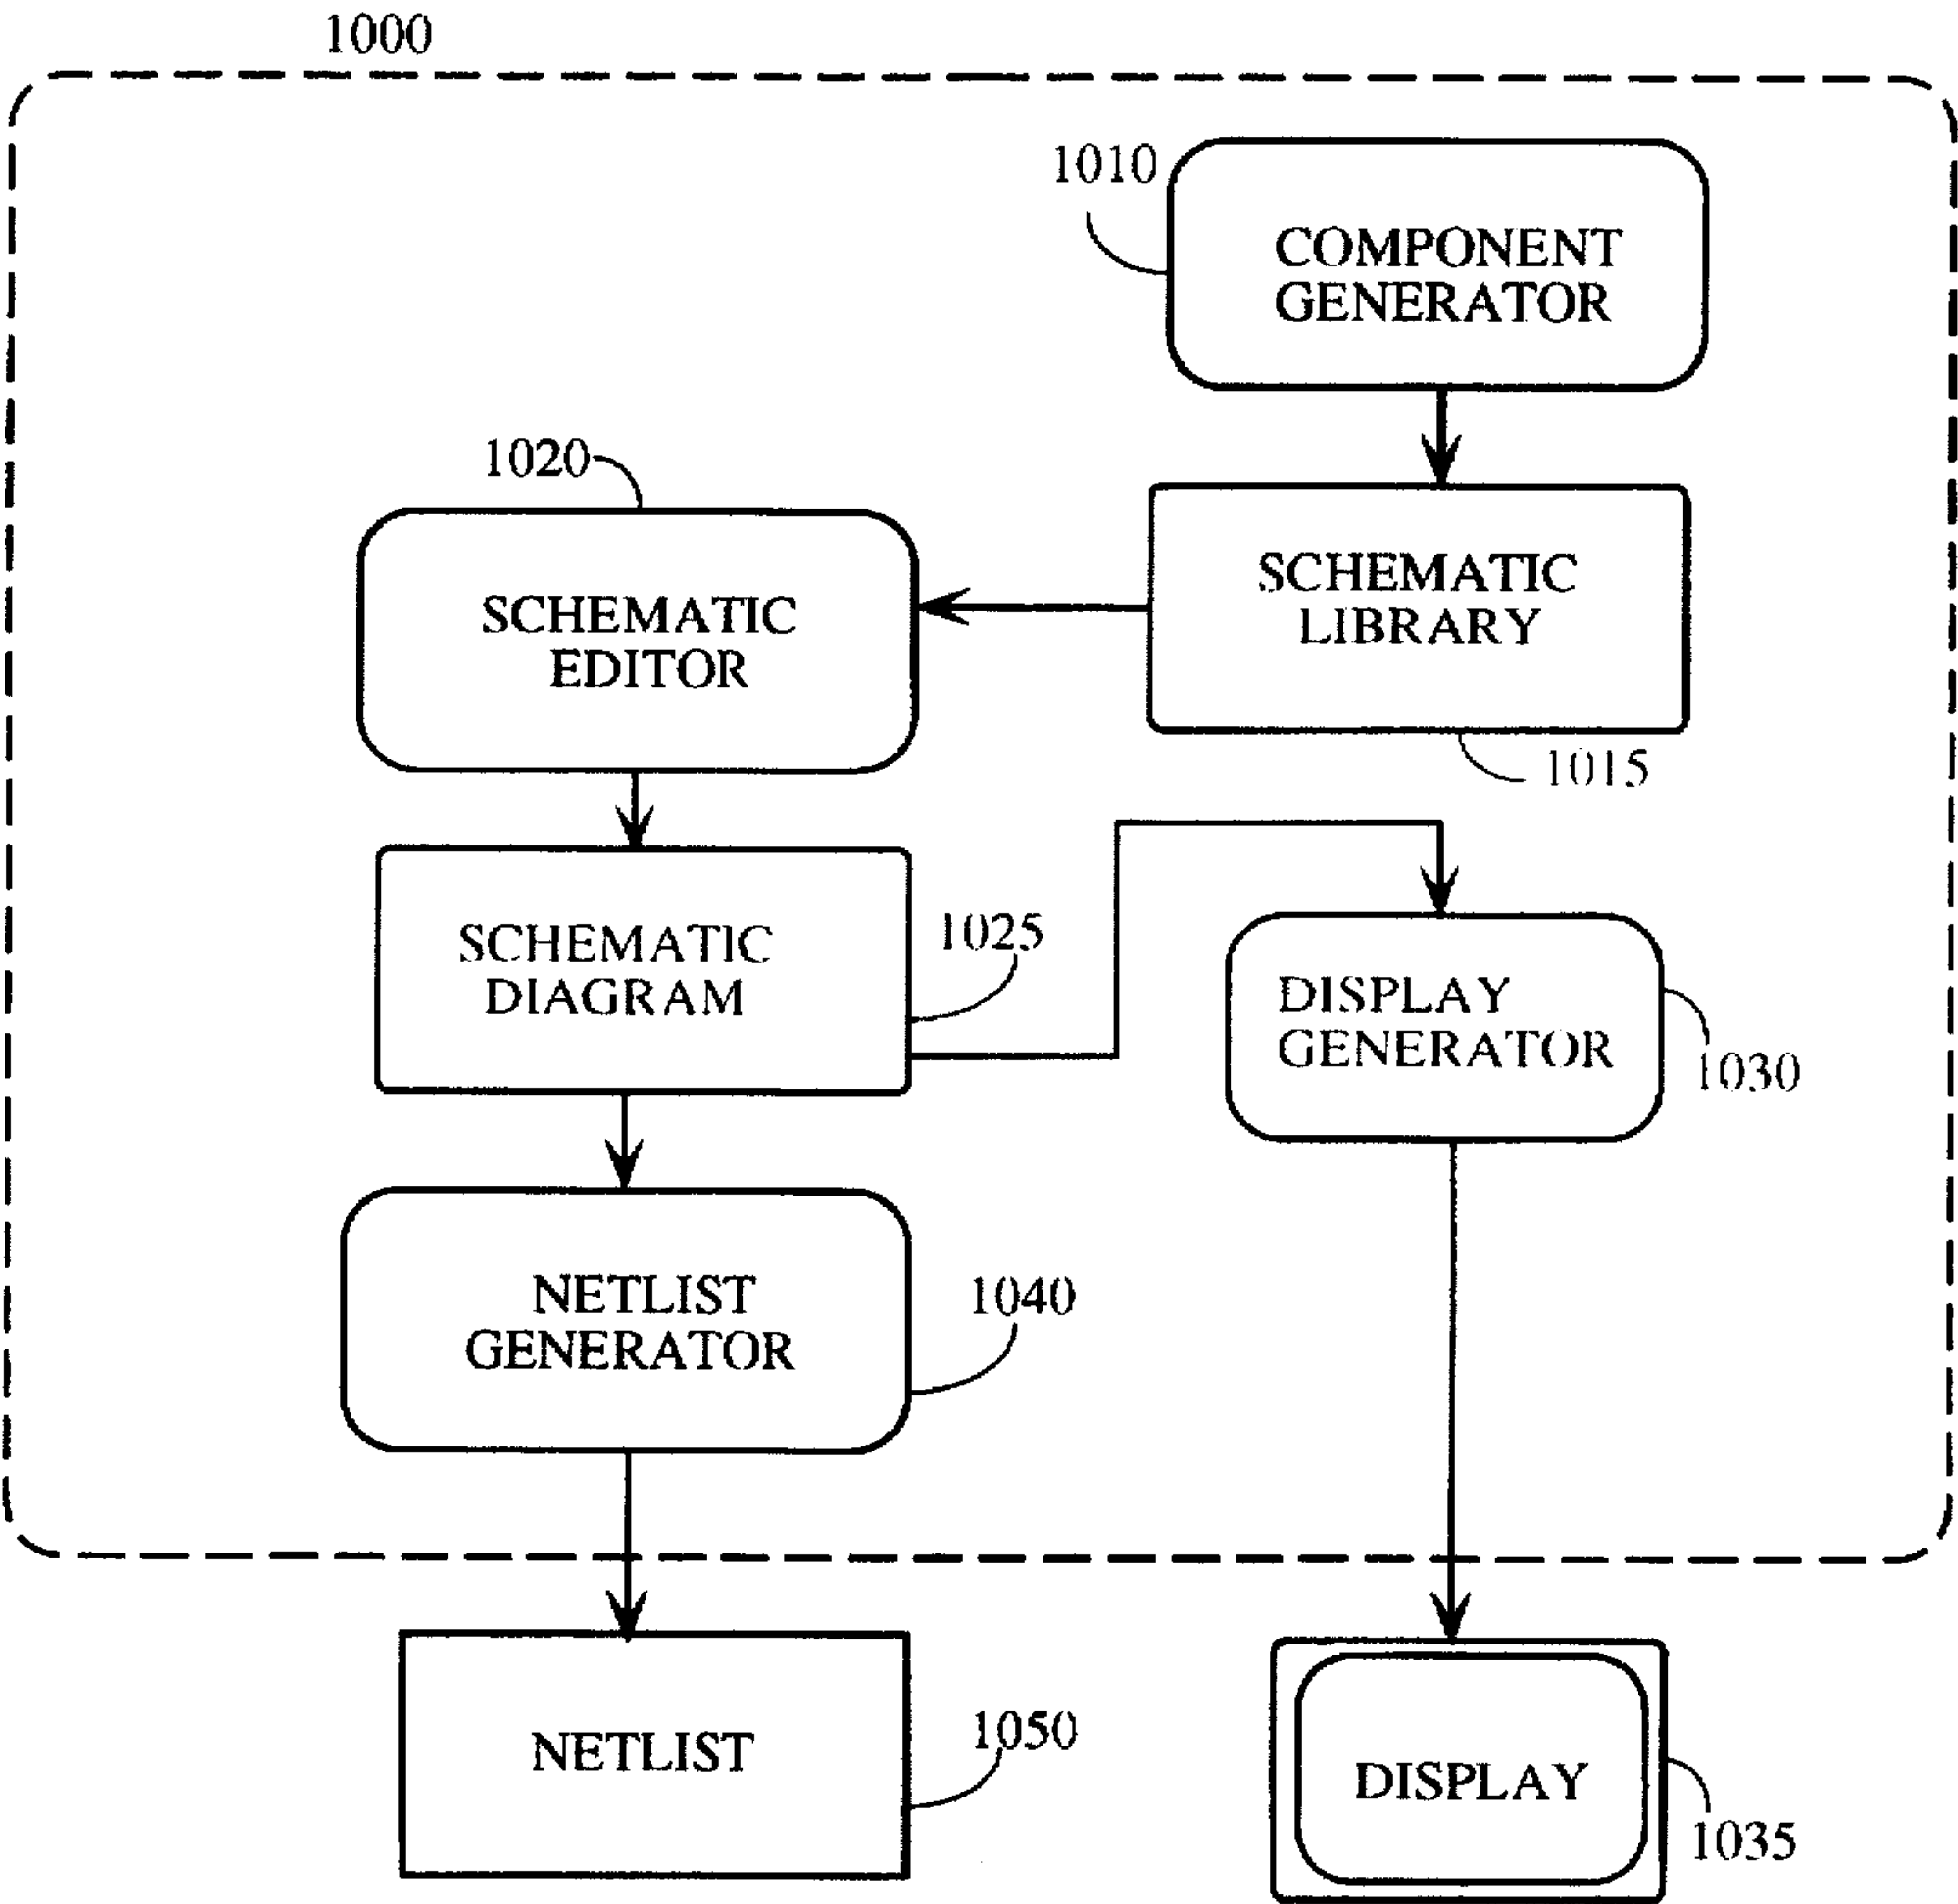 1000
1010
COMPONENT
GENERATOR
1020
SCHEMATIC
EDITOR
SCHEMATIC
LIBRARY
1015
SCHEMATIC
DIAGRAM
1025
DISPLAY
GENERATOR
1030
NETLIST
GENERATOR
1040
NETLIST
1050
DISPLAY
1035